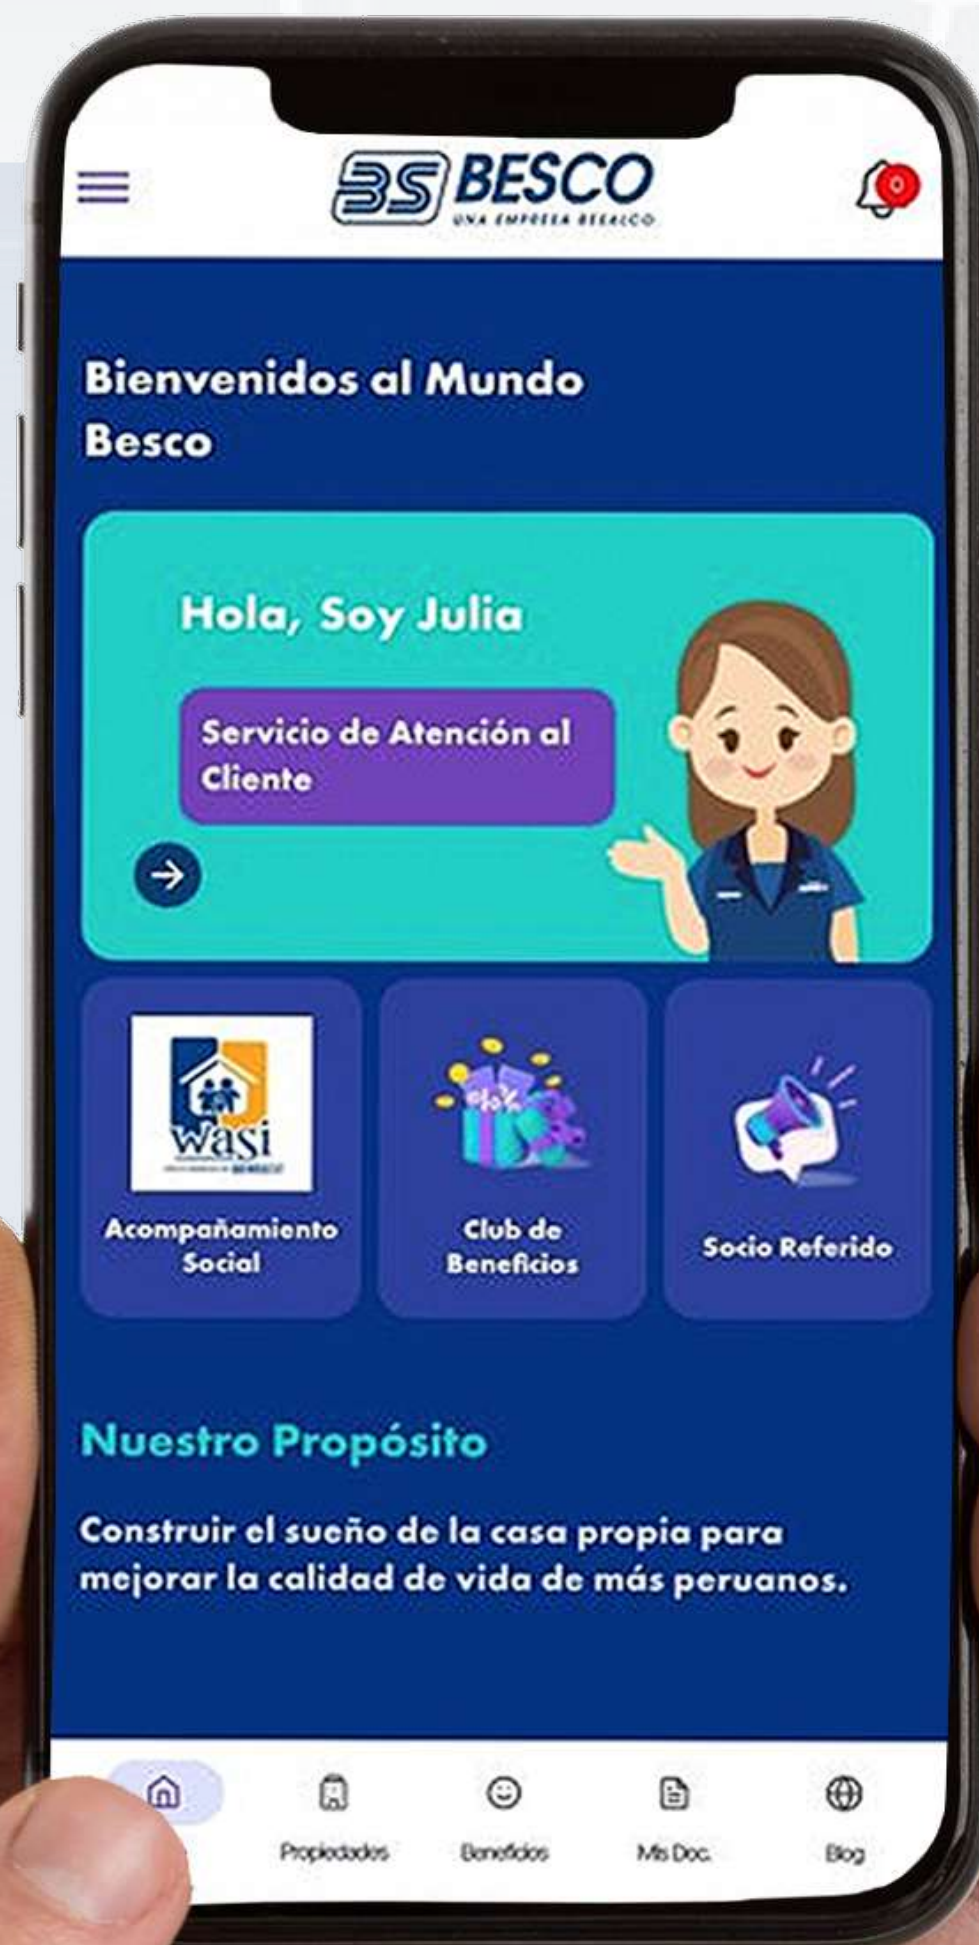 BS BESCO
UNA EMPRESA BESALCO
0
Bienvenidos al Mundo
Besco
Hola, Soy Julia
Servicio de Atención al
Cliente
%
wasi
Acompañamiento
Social
Club de
Beneficios
Socio Referido
Nuestro Propósito
Construir el sueño de la casa propia para
mejorar la calidad de vida de más peruanos.
Propiedades
Beneficios
Mis Doc.
Blog